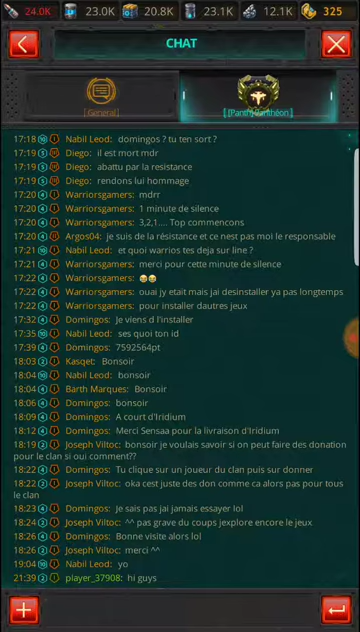 24.0K 23.0K 20.8K 23.1K 12.1K 325
CHAT
[General] [[Panth]Panthéon]
17:18 Nabil Leod: domingos ? tu ten sort ?
17:19 Diego: il est mort mdr
17:19 Diego: abattu par la resistance
17:19 Diego: rendons lui hommage
17:20 Warriorsgamers: mdrr
17:20 Warriorsgamers: 1 minute de silence
17:20 Warriorsgamers: 3,2,1.... Top commencons
17:20 Argos04: je suis de la résistance et ce nest pas moi le responsable
17:21 Nabil Leod: et quoi warrios tes deja sur line ?
17:21 Warriorsgamers: merci pour cette minute de silence
17:22 Warriorsgamers: 😂😂
17:22 Warriorsgamers: ouai jy etait mais jai desinstaller ya pas longtemps
17:22 Warriorsgamers: pour installer dautres jeux
17:32 Domingos: Je viens d l'installer
17:35 Nabil Leod: ses quoi ton id
17:39 Domingos: 7592564pt
18:03 Kasqet: Bonsoir
18:04 Nabil Leod: bonsoir
18:04 Barth Marques: Bonsoir
18:06 Domingos: bonsoir
18:09 Domingos: A court d'Iridium
18:12 Domingos: Merci Sensaa pour la livraison d'Iridium
18:19 Joseph Viltoc: bonsoir je voulais savoir si on peut faire des donation
pour le clan si oui comment??
18:22 Domingos: Tu clique sur un joueur du clan puis sur donner
18:22 Joseph Viltoc: oka cest juste des don comme ca alors pas pour tous
le clan
18:23 Domingos: Je sais pas jai jamais essayer lol
18:24 Joseph Viltoc: ^^ pas grave du coups jexplore encore le jeux
18:26 Domingos: Bonne visite alors lol
18:26 Joseph Viltoc: merci ^^
19:04 Nabil Leod: yo
21:39 player_37908: hi guys